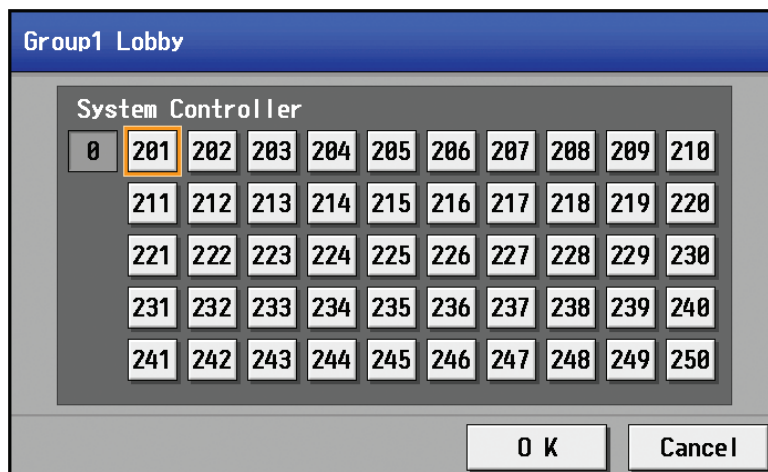 Group1 Lobby
System Controller
0 201 202 203 204 205 206 207 208 209 210
211 212 213 214 215 216 217 218 219 220
221 222 223 224 225 226 227 228 229 230
231 232 233 234 235 236 237 238 239 240
241 242 243 244 245 246 247 248 249 250
OK Cancel